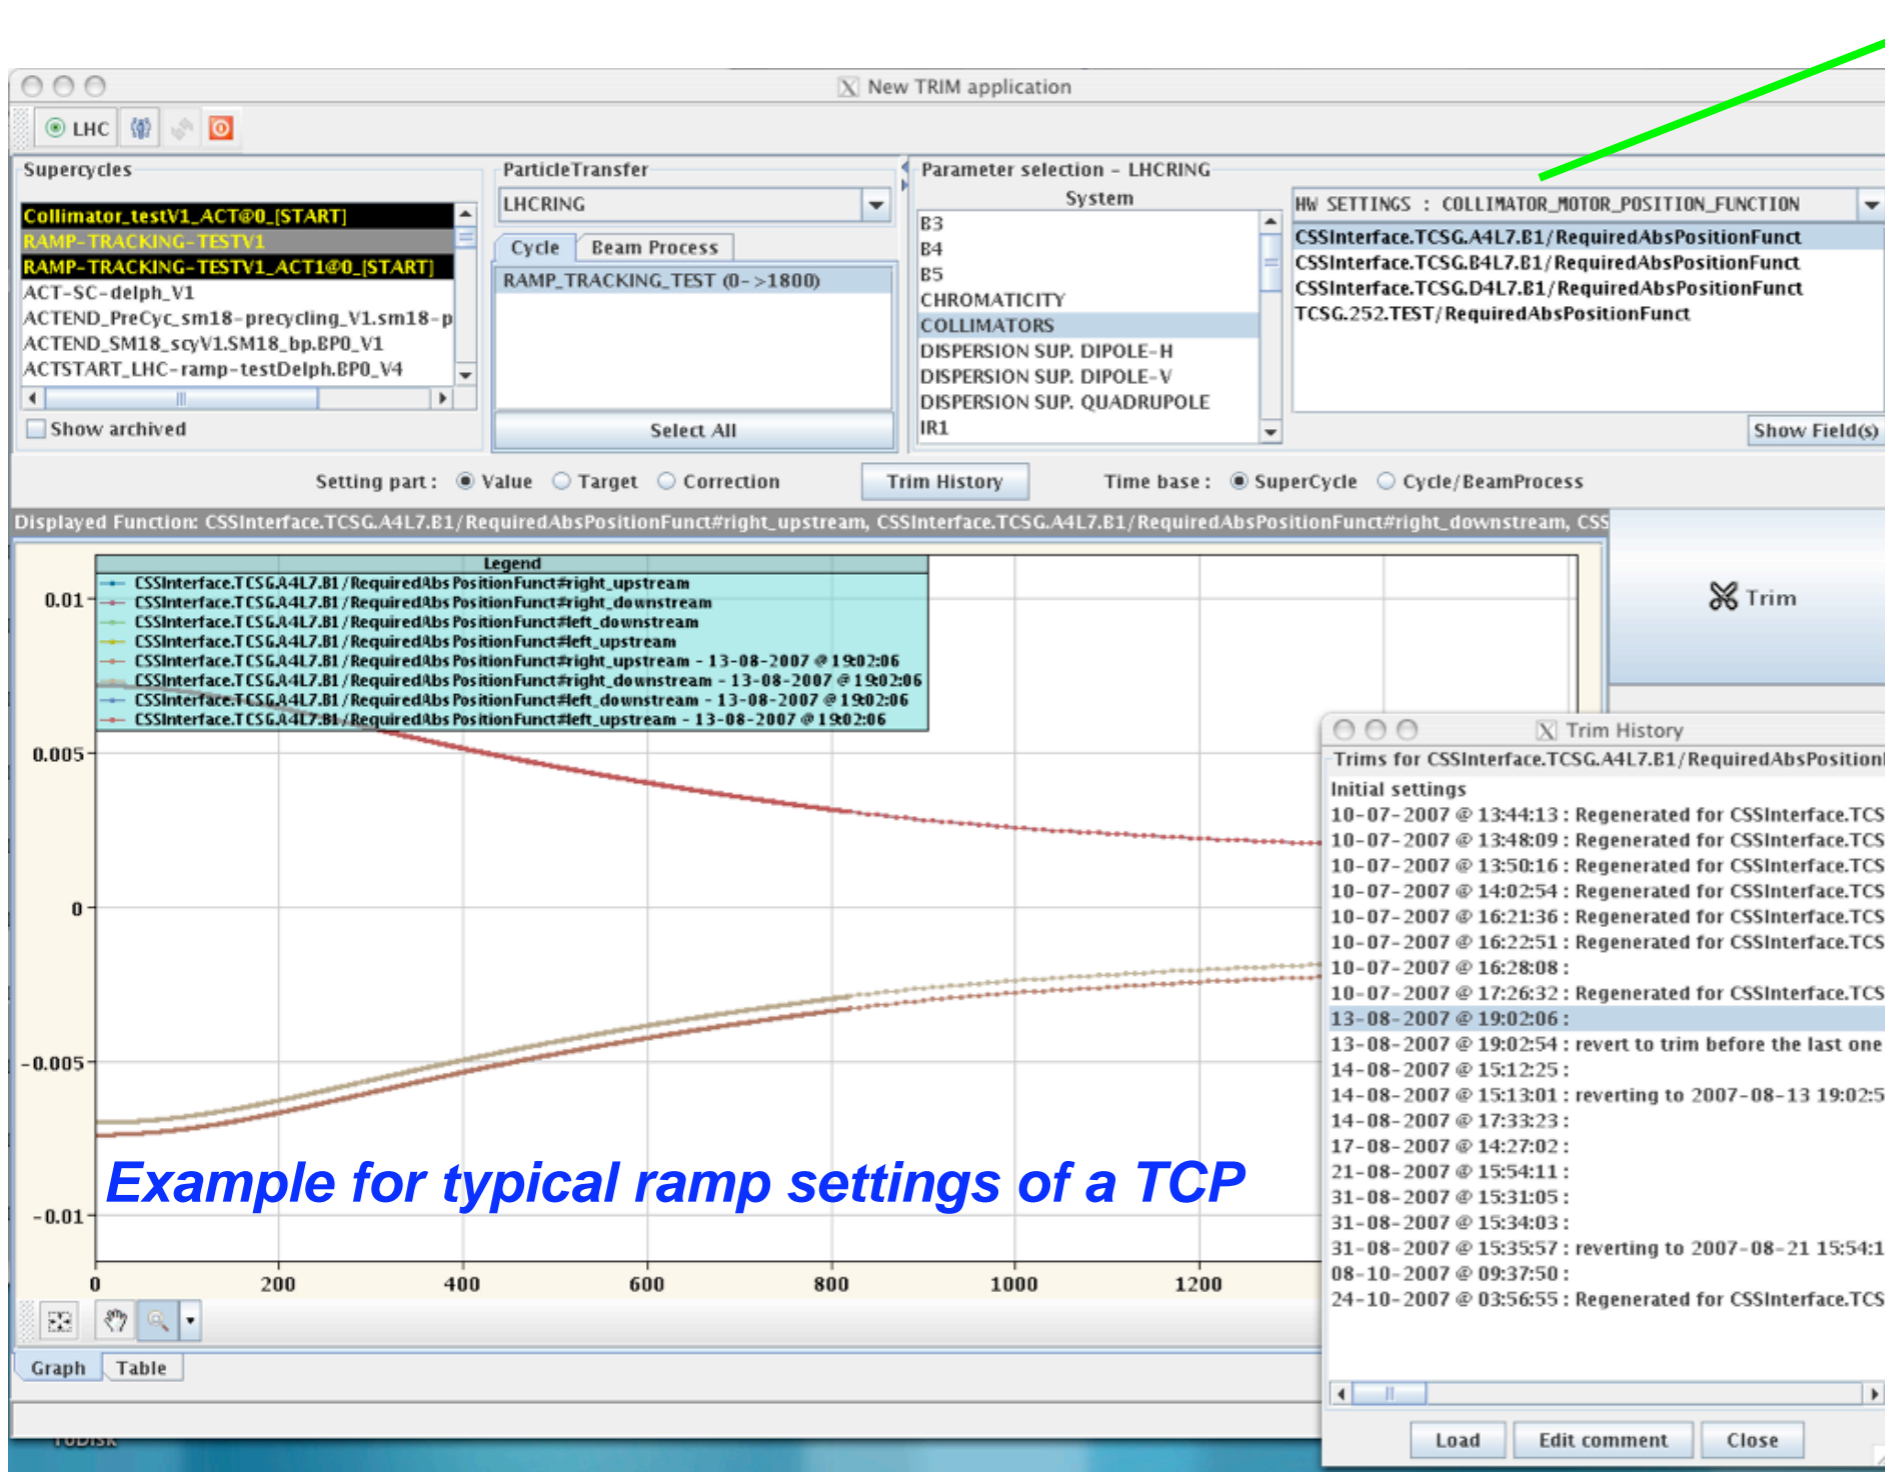 New TRIM application
LHC
Supercycles
Collimator_testV1_ACT@0_[START]
RAMP-TRACKING-TESTV1
RAMP-TRACKING-TESTV1_ACT1@0_[START]
ACT-SC-delph_V1
ACTEND_PreCyc_sm18-precycling_V1.sm18-p
ACTEND_SM18_scyV1.SM18_bp.BP0_V1
ACTSTART_LHC-ramp-testDelph.BP0_V4
Show archived
ParticleTransfer
LHCRING
Cycle Beam Process
RAMP_TRACKING_TEST (0->1800)
Select All
Parameter selection - LHCRING
System
B3
B4
B5
CHROMATICITY
COLLIMATORS
DISPERSION SUP. DIPOLE-H
DISPERSION SUP. DIPOLE-V
DISPERSION SUP. QUADRUPOLE
IR1
HW SETTINGS : COLLIMATOR_MOTOR_POSITION_FUNCTION
CSSInterface.TCSG.A4L7.B1/RequiredAbsPositionFunct
CSSInterface.TCSG.B4L7.B1/RequiredAbsPositionFunct
CSSInterface.TCSG.D4L7.B1/RequiredAbsPositionFunct
TCSG.252.TEST/RequiredAbsPositionFunct
Show Field(s)
Setting part : Value Target Correction Trim History Time base : SuperCycle Cycle/BeamProcess
Displayed Function: CSSInterface.TCSG.A4L7.B1/RequiredAbsPositionFunct#right_upstream, CSSInterface.TCSG.A4L7.B1/RequiredAbsPositionFunct#right_downstream, CSS
Legend
CSSInterface.TCSG.A4L7.B1/RequiredAbsPositionFunct#right_upstream
CSSInterface.TCSG.A4L7.B1/RequiredAbsPositionFunct#right_downstream
CSSInterface.TCSG.A4L7.B1/RequiredAbsPositionFunct#left_downstream
CSSInterface.TCSG.A4L7.B1/RequiredAbsPositionFunct#left_upstream
CSSInterface.TCSG.A4L7.B1/RequiredAbsPositionFunct#right_upstream - 13-08-2007 @ 19:02:06
CSSInterface.TCSG.A4L7.B1/RequiredAbsPositionFunct#right_downstream - 13-08-2007 @ 19:02:06
CSSInterface.TCSG.A4L7.B1/RequiredAbsPositionFunct#left_downstream - 13-08-2007 @ 19:02:06
CSSInterface.TCSG.A4L7.B1/RequiredAbsPositionFunct#left_upstream - 13-08-2007 @ 19:02:06
0.01
0.005
0
-0.005
-0.01
0 200 400 600 800 1000 1200
Example for typical ramp settings of a TCP
Trim
Trim History
Trims for CSSInterface.TCSG.A4L7.B1/RequiredAbsPosition
Initial settings
10-07-2007 @ 13:44:13 : Regenerated for CSSInterface.TCS
10-07-2007 @ 13:48:09 : Regenerated for CSSInterface.TCS
10-07-2007 @ 13:50:16 : Regenerated for CSSInterface.TCS
10-07-2007 @ 14:02:54 : Regenerated for CSSInterface.TCS
10-07-2007 @ 16:21:36 : Regenerated for CSSInterface.TCS
10-07-2007 @ 16:22:51 : Regenerated for CSSInterface.TCS
10-07-2007 @ 16:28:08 :
10-07-2007 @ 17:26:32 : Regenerated for CSSInterface.TCS
13-08-2007 @ 19:02:06 :
13-08-2007 @ 19:02:54 : revert to trim before the last one
14-08-2007 @ 15:12:25 :
14-08-2007 @ 15:13:01 : reverting to 2007-08-13 19:02:5
14-08-2007 @ 17:33:23 :
17-08-2007 @ 14:27:02 :
21-08-2007 @ 15:54:11 :
31-08-2007 @ 15:31:05 :
31-08-2007 @ 15:34:03 :
31-08-2007 @ 15:35:57 : reverting to 2007-08-21 15:54:1
08-10-2007 @ 09:37:50 :
24-10-2007 @ 03:56:55 : Regenerated for CSSInterface.TCS
Load Edit comment Close
Graph Table